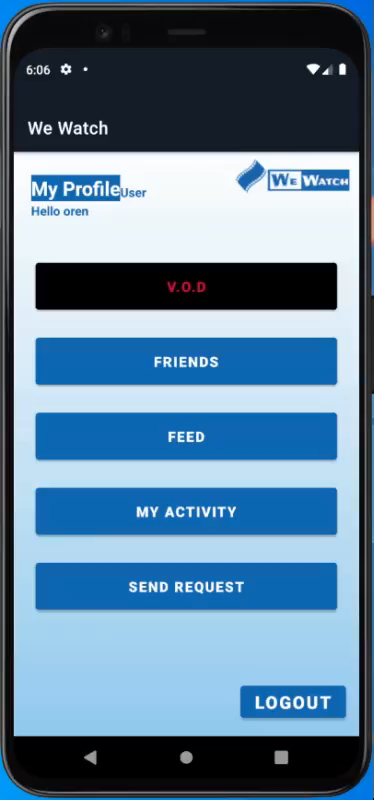 6:06
We Watch
WE WATCH
My Profile User
Hello oren
V.O.D
FRIENDS
FEED
MY ACTIVITY
SEND REQUEST
LOGOUT